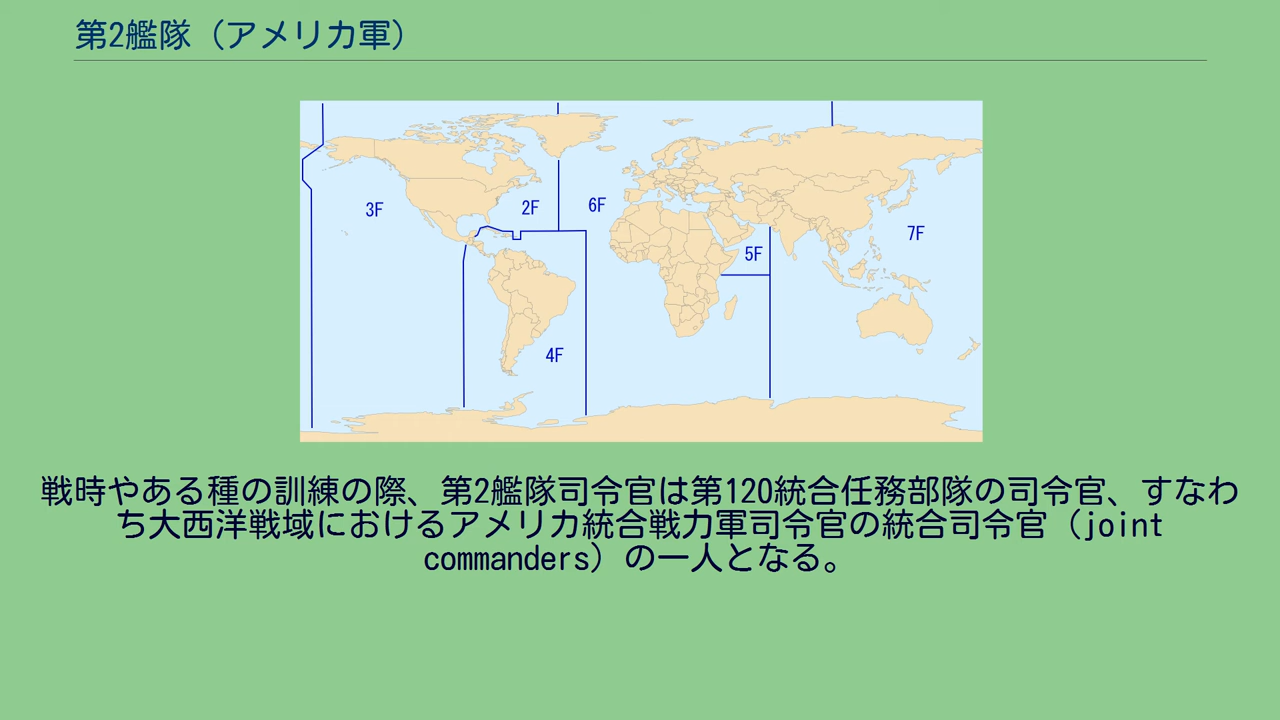 第2艦隊（アメリカ軍）
3F
2F
6F
5F
7F
4F
戦時やある種の訓練の際、第2艦隊司令官は第120統合任務部隊の司令官、すなわ
ち大西洋戦域におけるアメリカ統合戦力軍司令官の統合司令官（joint
commanders）の一人となる。